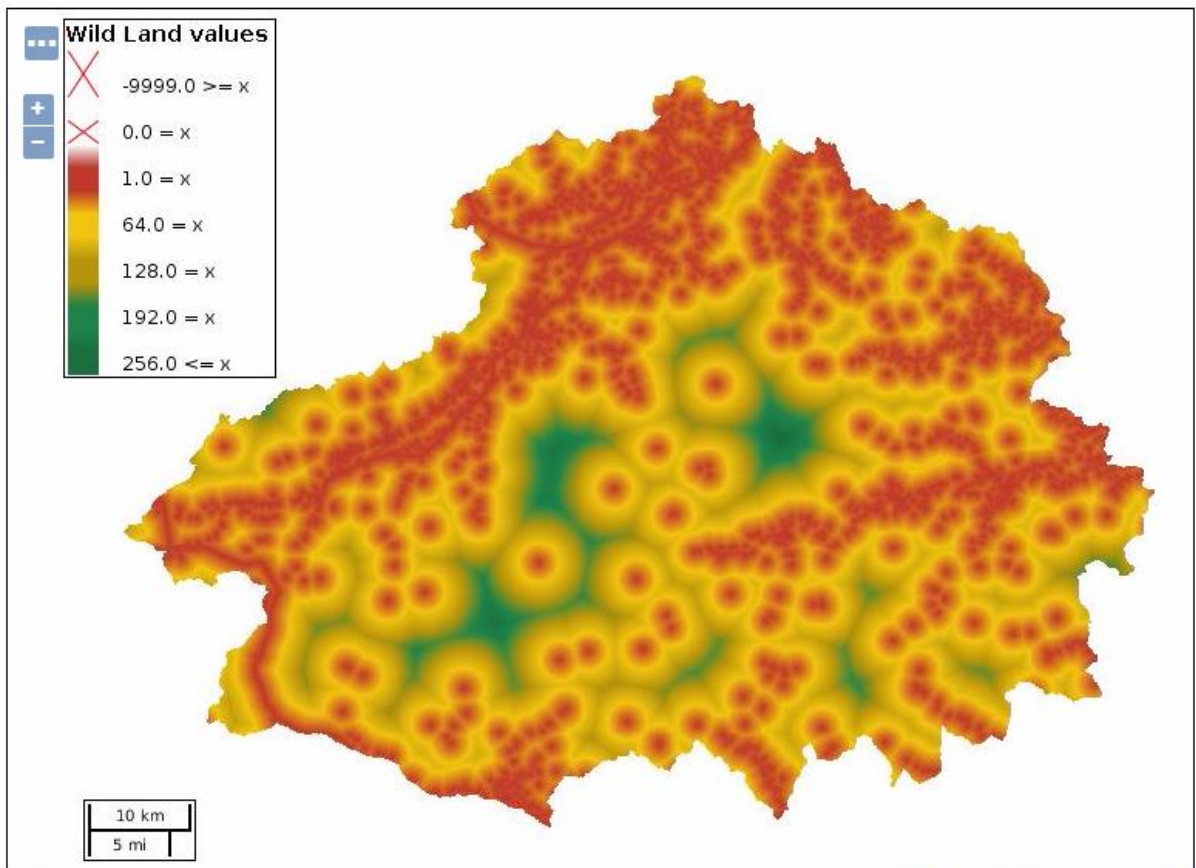 Wild Land values
-9999.0 >= x
0.0 = x
1.0 = x
64.0 = x
128.0 = x
192.0 = x
256.0 <= x
10 km
5 mi